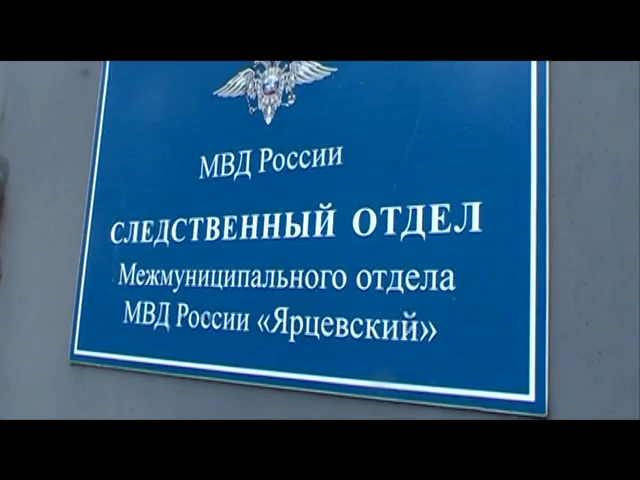 МВД России
СЛЕДСТВЕННЫЙ ОТДЕЛ
Межмуниципального отдела
МВД России «Ярцевский»